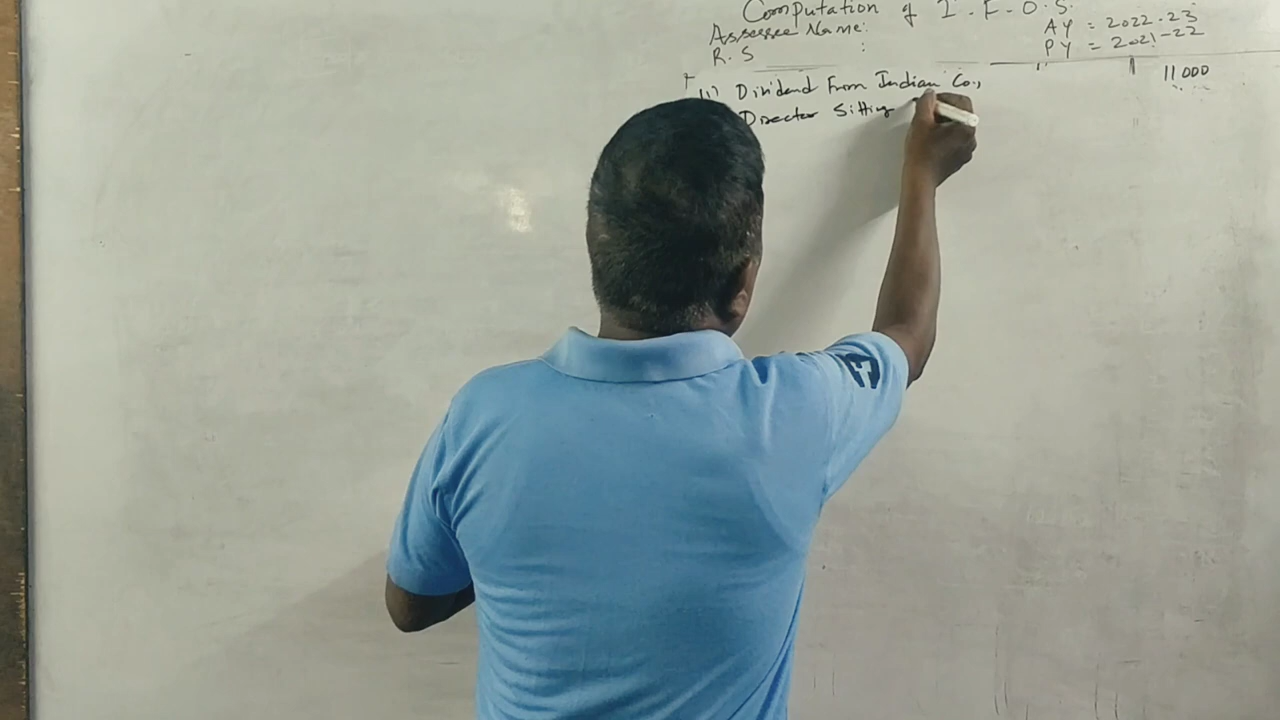 Computation of I.F.O.S.
Assessee Name:
AY = 2022-23
R.S :
PY = 2021-22
(1) Dividend From Indian Co., 11000
Director Sitting